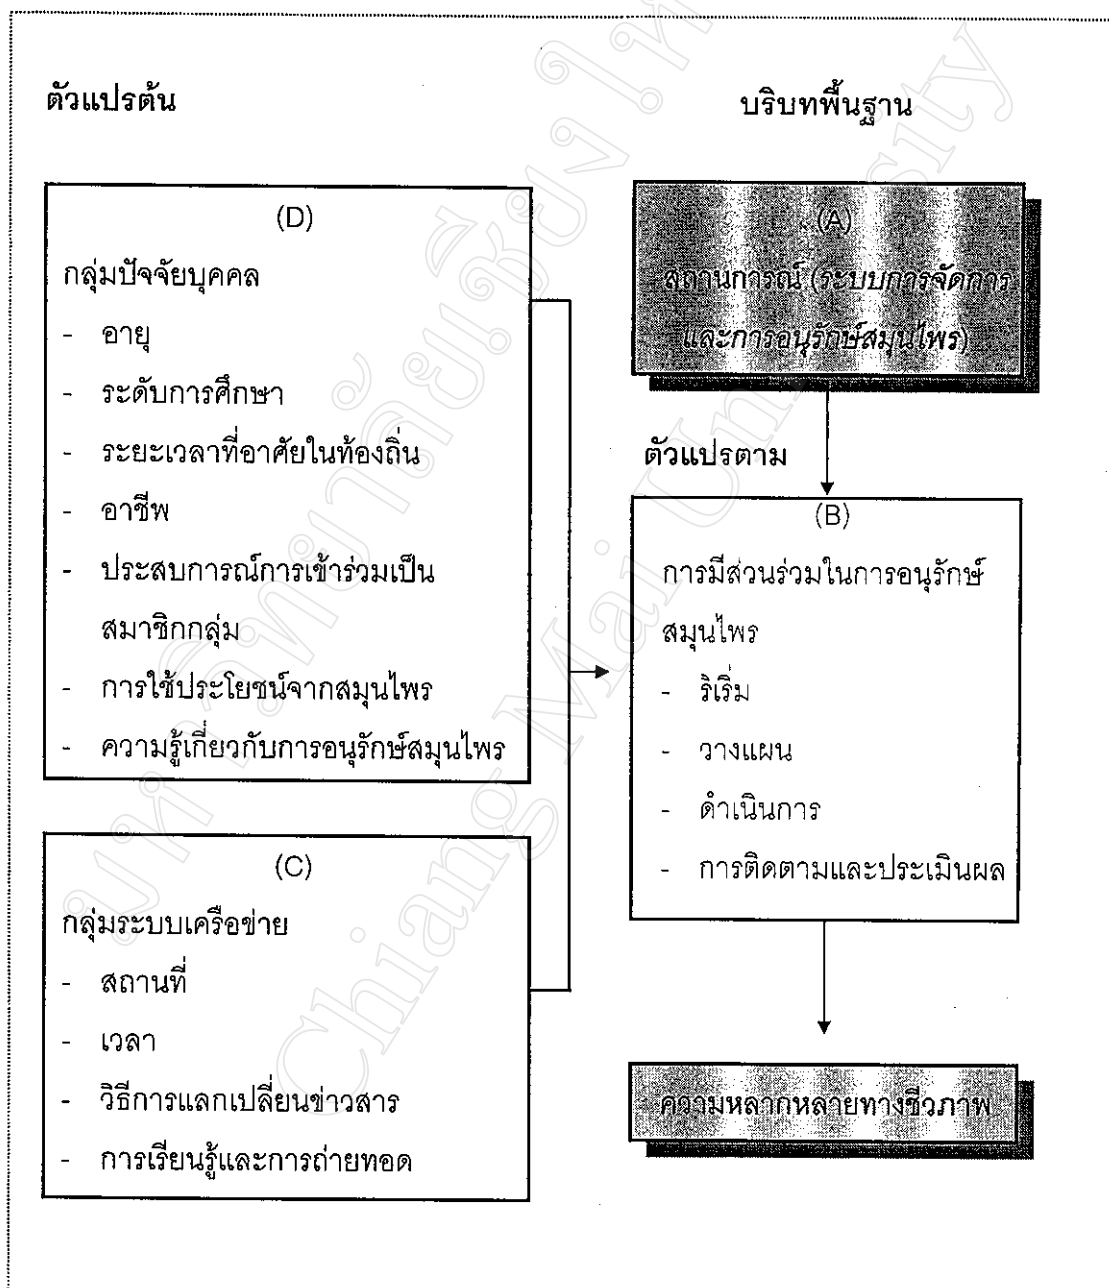 ตัวแปรต้น
(D)
กลุ่มปัจจัยบุคคล
- อายุ
- ระดับการศึกษา
- ระยะเวลาที่อาศัยในท้องถิ่น
- อาชีพ
- ประสบการณ์การเข้าร่วมเป็น
สมาชิกกลุ่ม
- การใช้ประโยชน์จากสมุนไพร
- ความรู้เกี่ยวกับการอนุรักษ์สมุนไพร
(C)
กลุ่มระบบเครือข่าย
- สถานที่
- เวลา
- วิธีการแลกเปลี่ยนข่าวสาร
- การเรียนรู้และการถ่ายทอด
บริบทพื้นฐาน
(A)
สถานการณ์ (ระบบการจัดการ
และการอนุรักษ์สมุนไพร)
ตัวแปรตาม
(B)
การมีส่วนร่วมในการอนุรักษ์
สมุนไพร
- ริเริ่ม
- วางแผน
- ดำเนินการ
- การติดตามและประเมินผล
ความหลากหลายทางชีวภาพ
Chiang Mai University